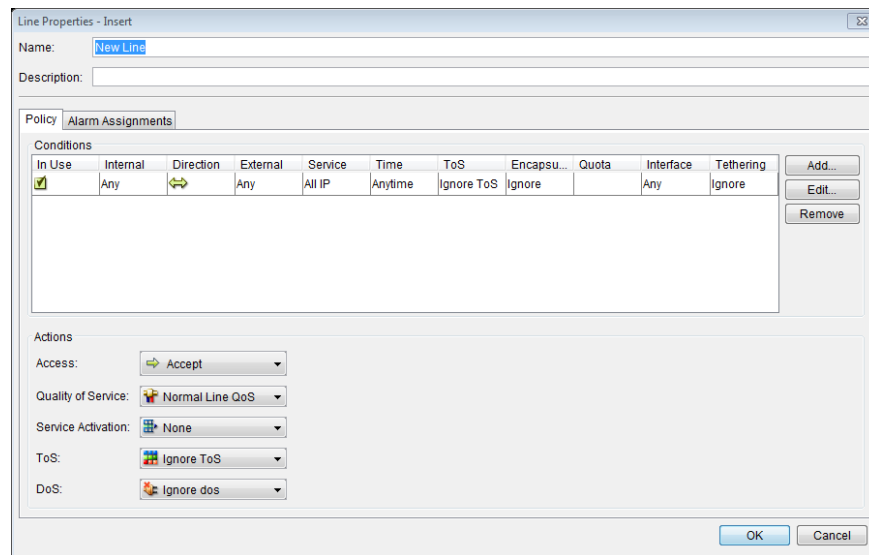 Line Properties - Insert
Name: New Line
Description:
Policy Alarm Assignments
Conditions
In Use Internal Direction External Service Time ToS Encapsu... Quota Interface Tethering
Any Any All IP Anytime Ignore ToS Ignore Any Ignore
Add...
Edit...
Remove
Actions
Access: Accept
Quality of Service: Normal Line QoS
Service Activation: None
ToS: Ignore ToS
DoS: Ignore dos
OK Cancel